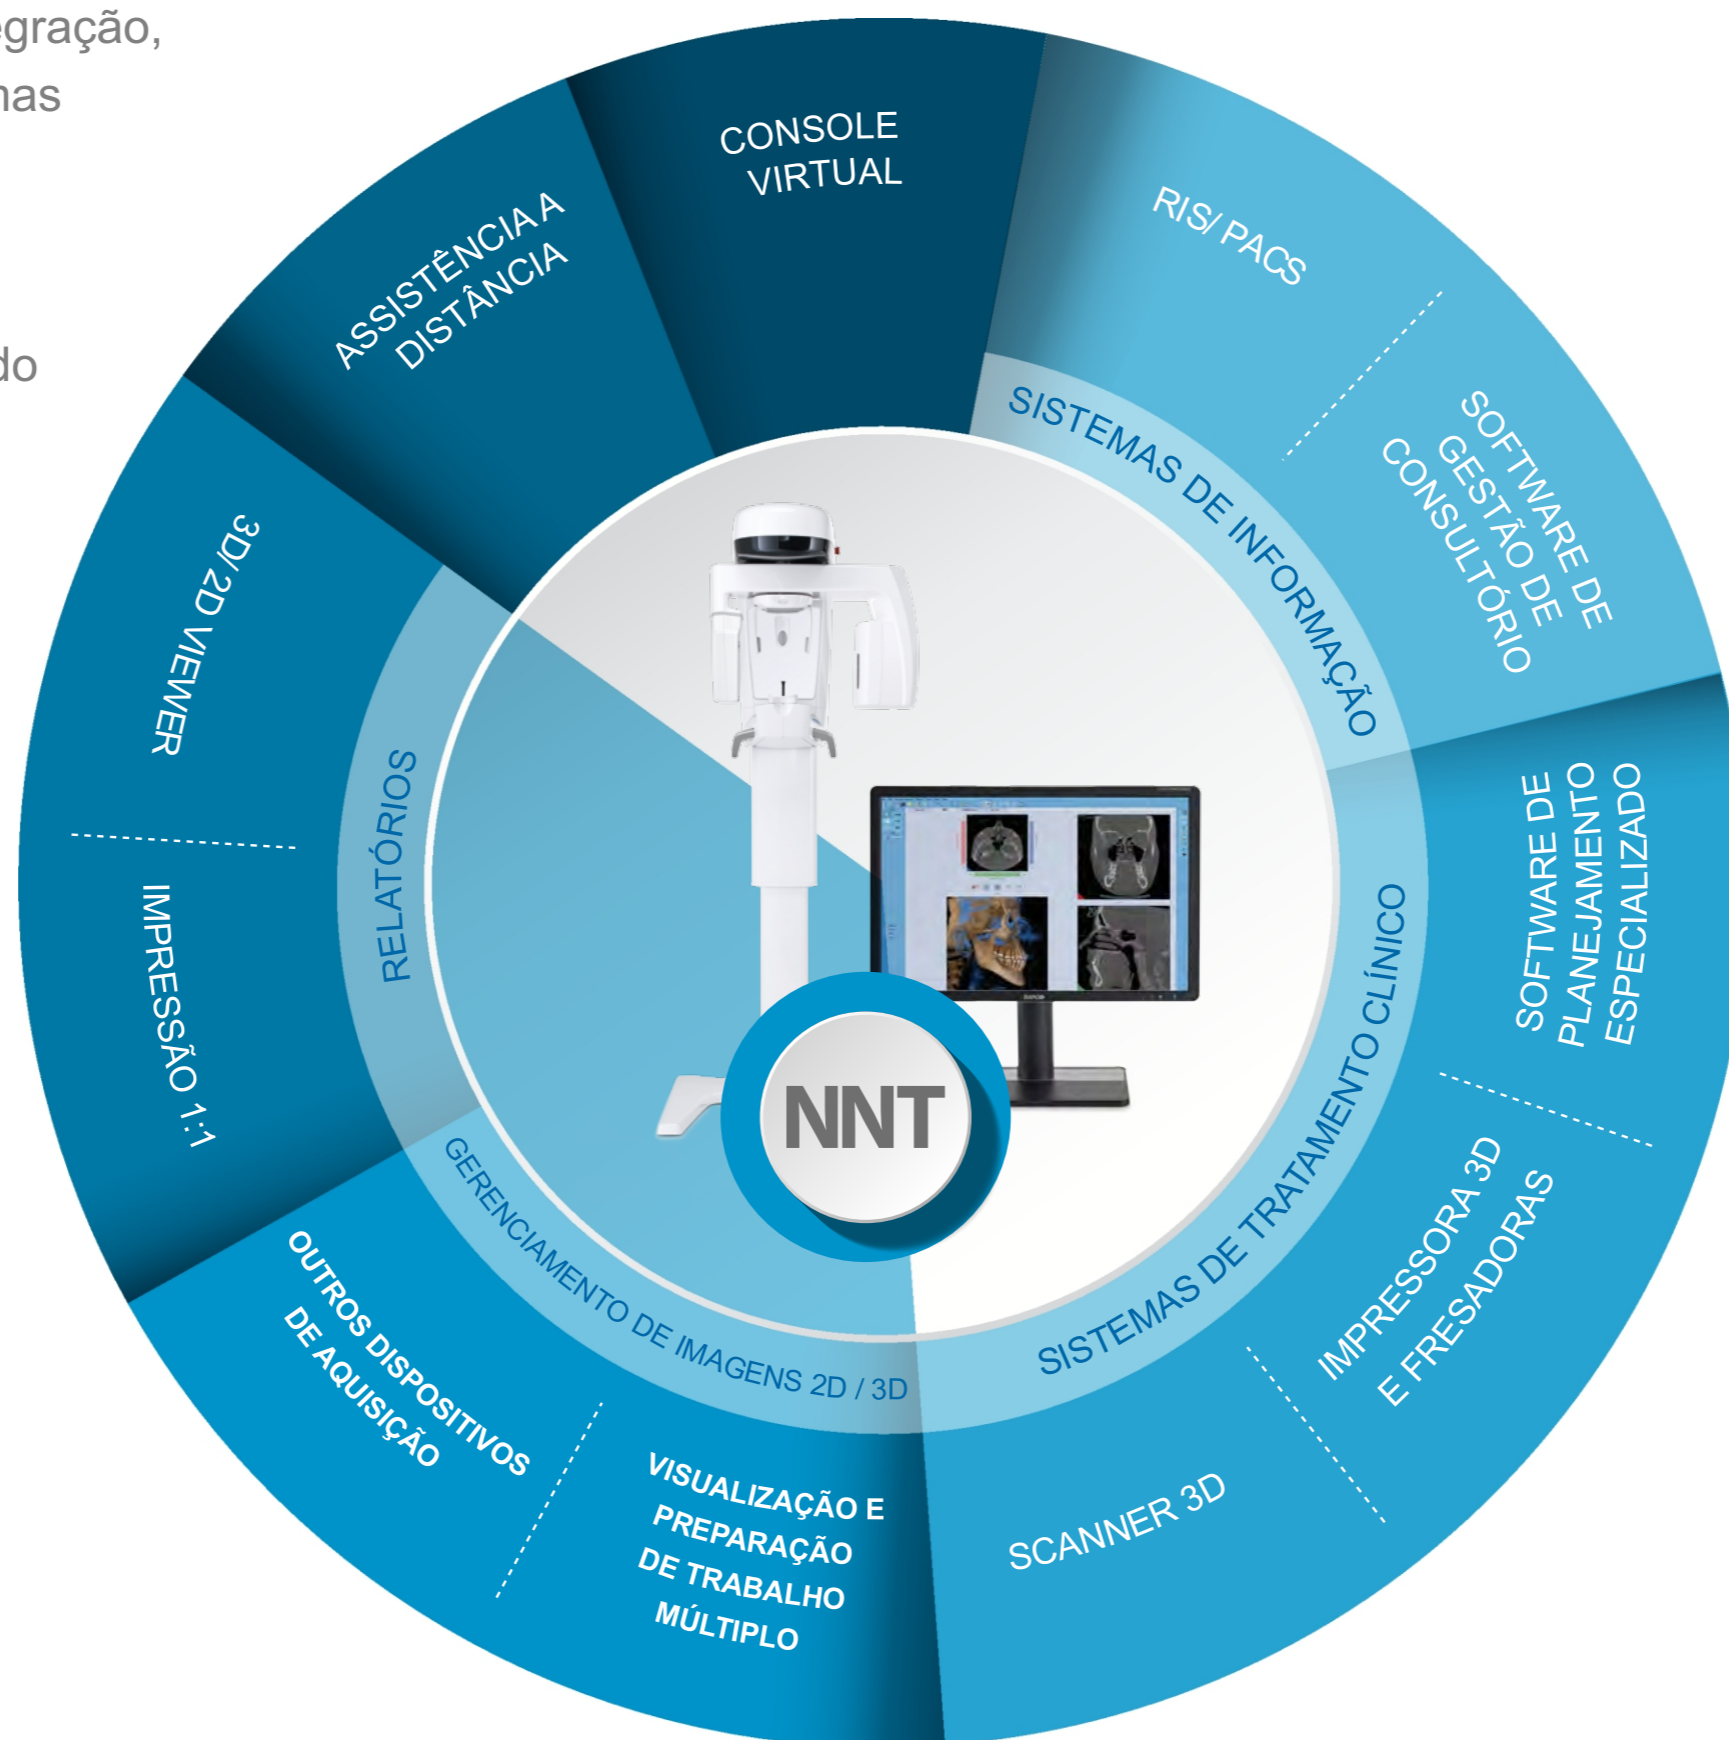 mas
do
CONSOLE
VIRTUAL
RIS/ PACS
SISTEMAS DE INFORMAÇÃO
SOFTWARE DE
GESTÃO DE
CONSULTÓRIO
SOFTWARE DE
PLANEJAMENTO
ESPECIALIZADO
SISTEMAS DE TRATAMENTO CLÍNICO
IMPRESSORA 3D
E FRESADORAS
SCANNER 3D
VISUALIZAÇÃO E
PREPARAÇÃO
DE TRABALHO
MÚLTIPLO
GERENCIAMENTO DE IMAGENS 2D / 3D
OUTROS DISPOSITIVOS
DE AQUISIÇÃO
IMPRESSÃO 1:1
RELATÓRIOS
3D/ 2D VIEWER
ASSISTÊNCIA A
DISTÂNCIA
NNT